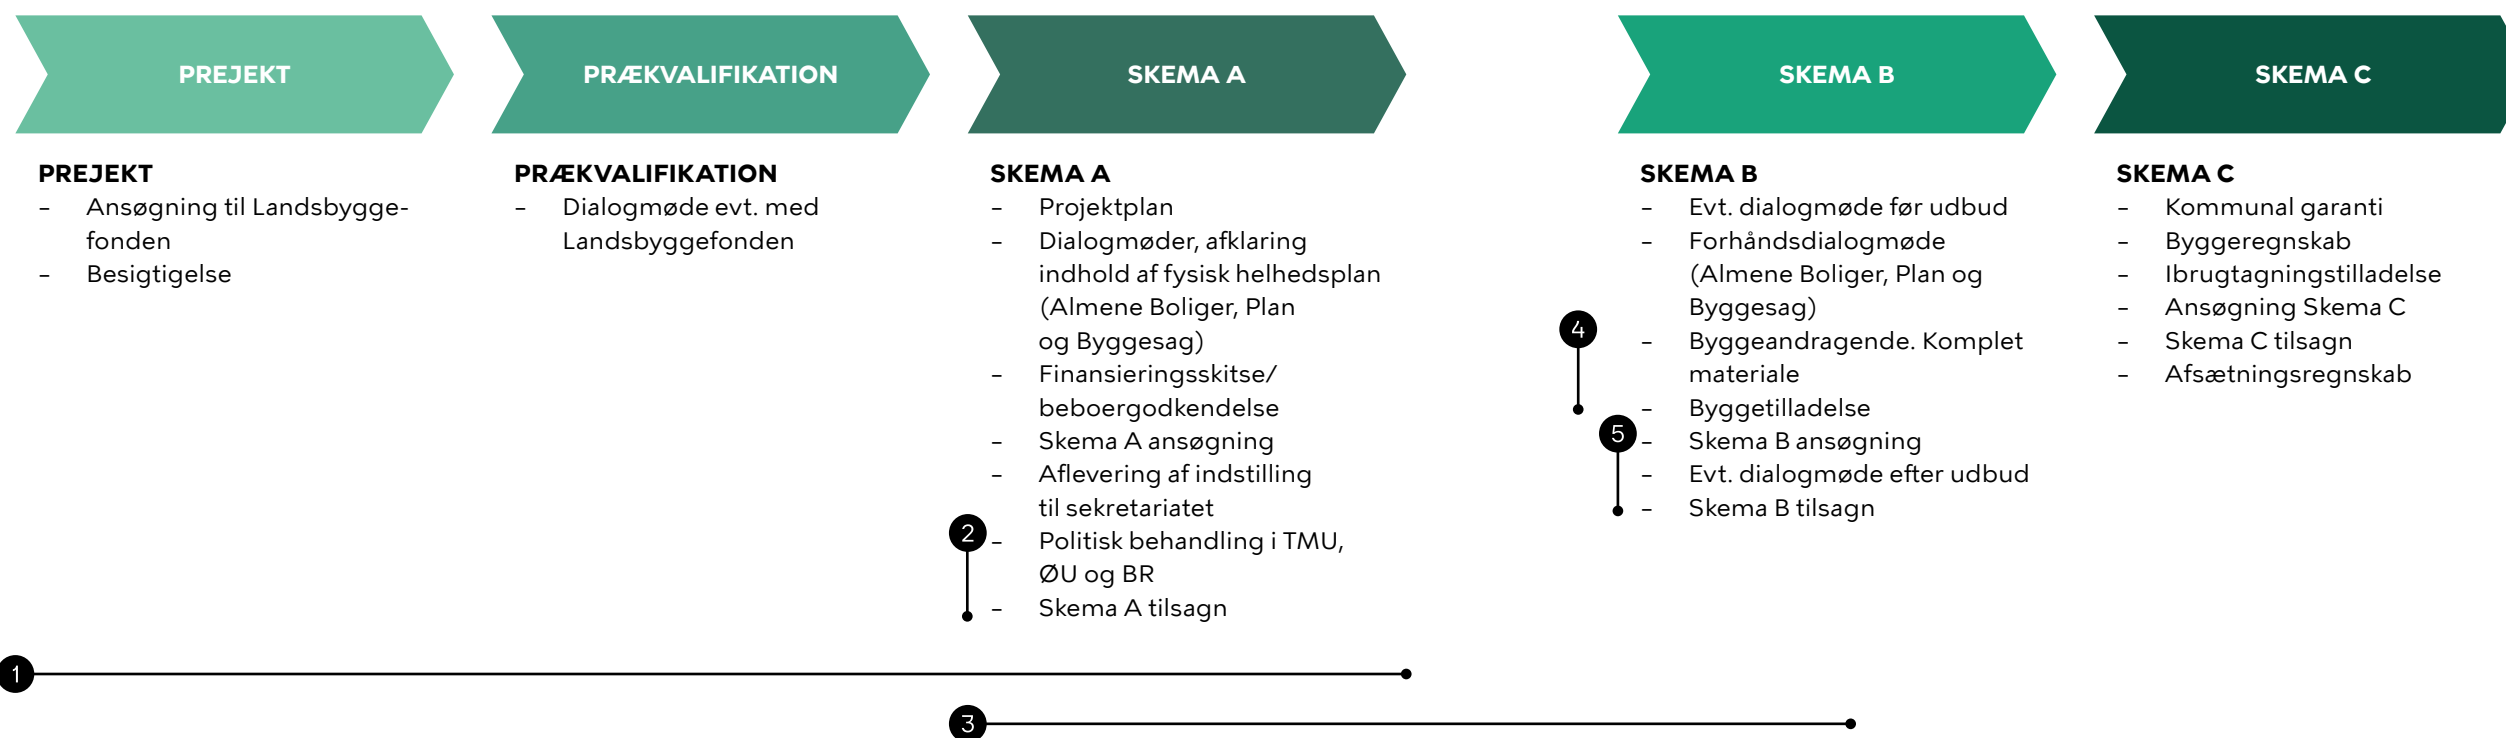 PREJEKT
PRÆKVALIFIKATION
SKEMA A
SKEMA B
SKEMA C
PREJEKT
– Ansøgning til Landsbygge-
fonden
– Besigtigelse
PRÆKVALIFIKATION
– Dialogmøde evt. med
Landsbyggefonden
SKEMA A
– Projektplan
– Dialogmøder, afklaring
indhold af fysisk helhedsplan
(Almene Boliger, Plan
og Byggesag)
– Finansieringsskitse/
beboergodkendelse
– Skema A ansøgning
– Aflevering af indstilling
til sekretariatet
2
– Politisk behandling i TMU,
ØU og BR
– Skema A tilsagn
SKEMA B
– Evt. dialogmøde før udbud
– Forhåndsdialogmøde
(Almene Boliger, Plan og
Byggesag)
4
– Byggeandragende. Komplet
materiale
– Byggetilladelse
5
– Skema B ansøgning
– Evt. dialogmøde efter udbud
– Skema B tilsagn
SKEMA C
– Kommunal garanti
– Byggeregnskab
– Ibrugtagningstilladelse
– Ansøgning Skema C
– Skema C tilsagn
– Afsætningsregnskab
1
3